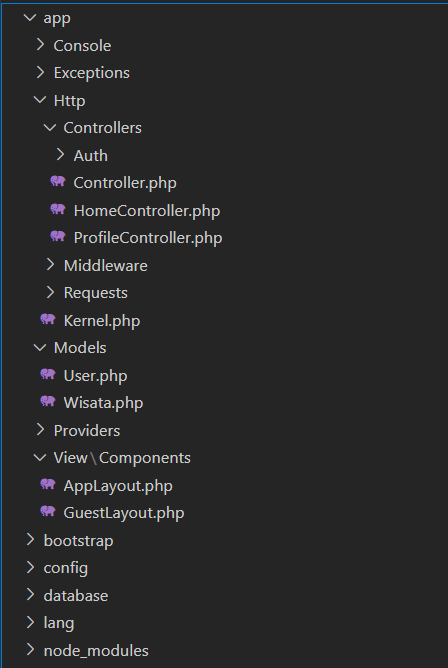 app
Console
Exceptions
Http
Controllers
Auth
Controller.php
HomeController.php
ProfileController.php
Middleware
Requests
Kernel.php
Models
User.php
Wisata.php
Providers
View\Components
AppLayout.php
GuestLayout.php
bootstrap
config
database
lang
node_modules